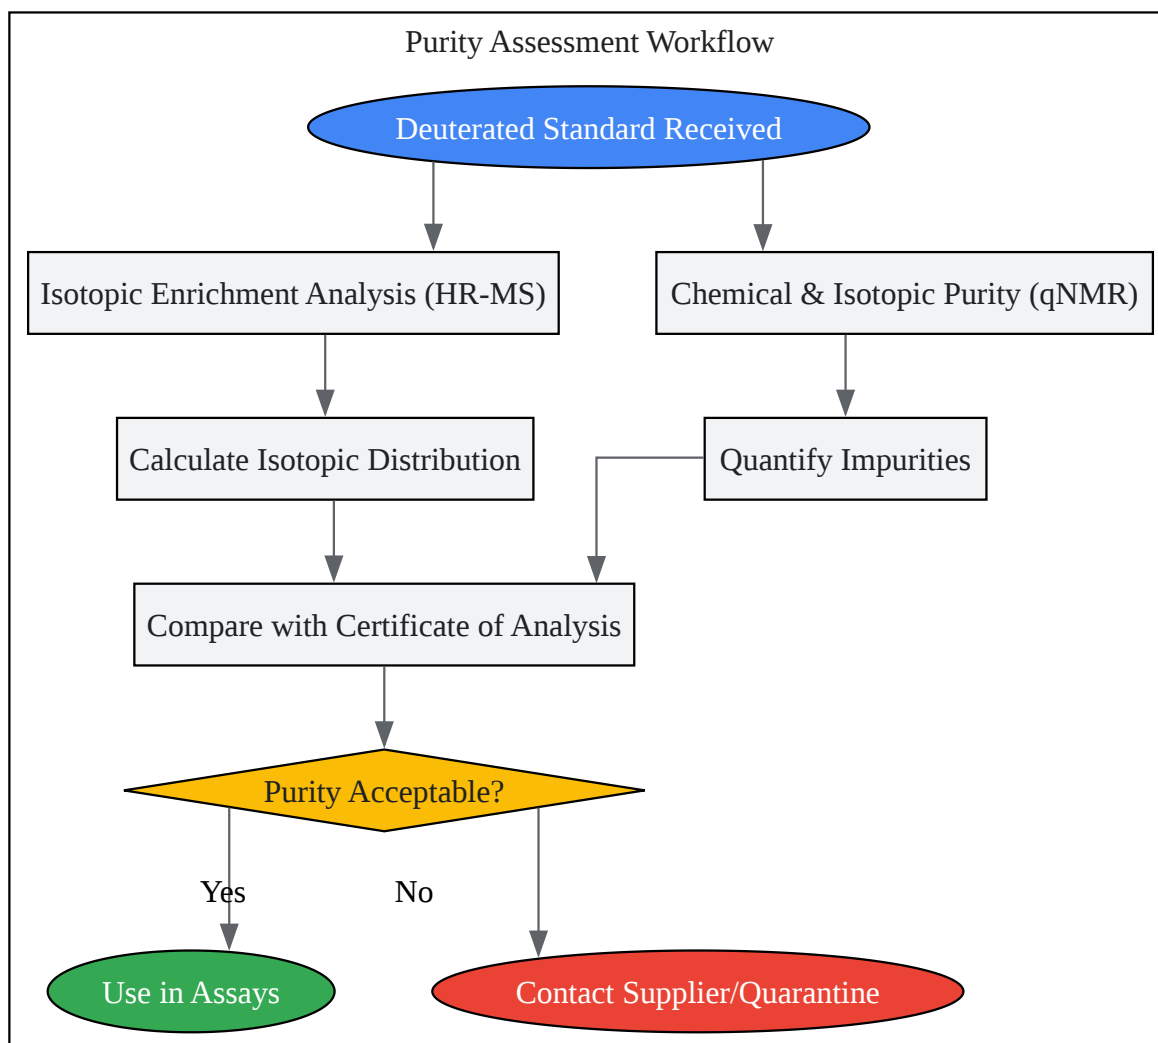 Purity Assessment Workflow
Deuterated Standard Received
Isotopic Enrichment Analysis (HR-MS)
Chemical & Isotopic Purity (qNMR)
Calculate Isotopic Distribution
Quantify Impurities
Compare with Certificate of Analysis
Purity Acceptable?
Yes
No
Use in Assays
Contact Supplier/Quarantine